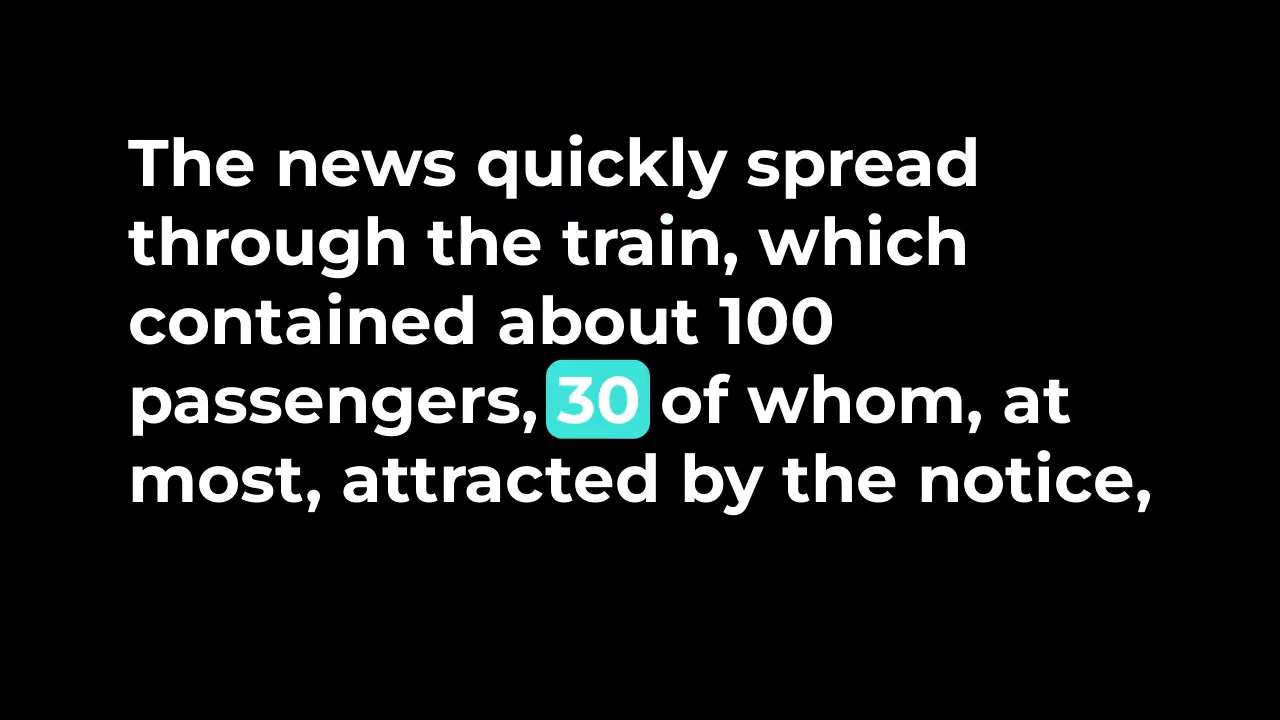 The news quickly spread
through the train, which
contained about 100
passengers, 30 of whom, at
most, attracted by the notice,